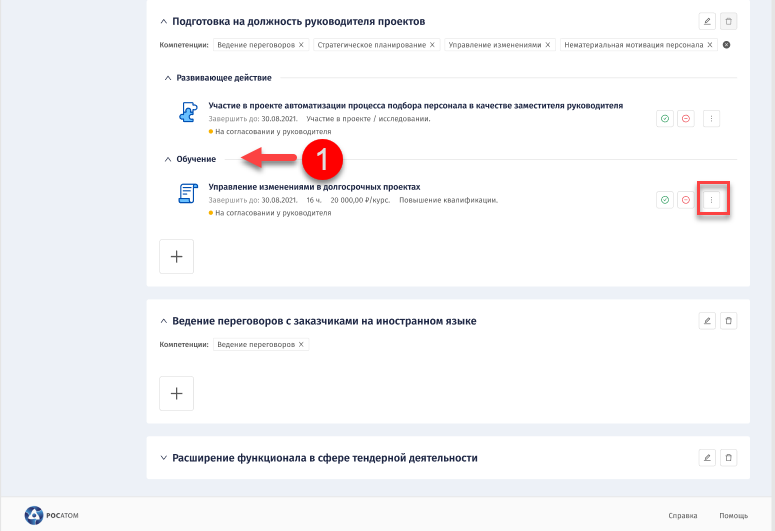 Подготовка на должность руководителя проектов
Компетенции: Ведение переговоров X Стратегическое планирование X Управление изменениями X Нематериальная мотивация персонала X
Развивающее действие
Участие в проекте автоматизации процесса подбора персонала в качестве заместителя руководителя
Завершить до: 30.08.2021. Участие в проекте / исследовании.
На согласовании у руководителя
Обучение
1
Управление изменениями в долгосрочных проектах
Завершить до: 30.08.2021. 16 ч. 20 000,00 ₽/курс. Повышение квалификации.
На согласовании у руководителя
Ведение переговоров с заказчиками на иностранном языке
Компетенции: Ведение переговоров X
Расширение функционала в сфере тендерной деятельности
РОСАТОМ Справка Помощь